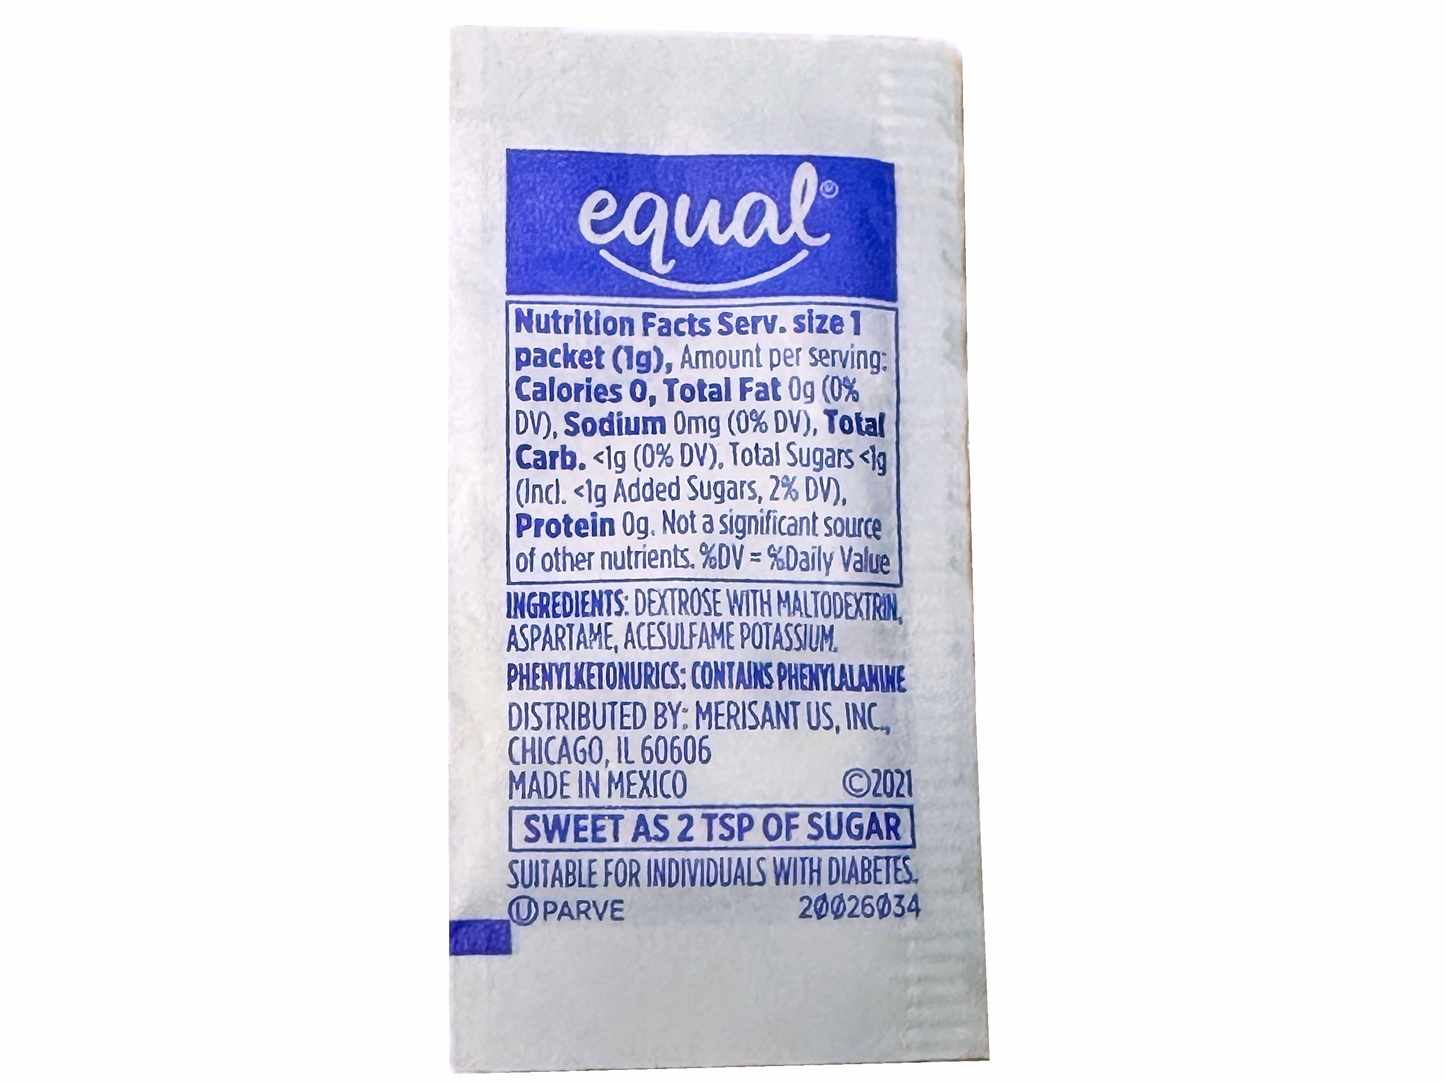 equal®
Nutrition Facts Serv. size 1
packet (1g), Amount per serving:
Calories 0, Total Fat 0g (0%
DV), Sodium 0mg (0% DV), Total
Carb. <1g (0% DV), Total Sugars <1g
(Incl. <1g Added Sugars, 2% DV),
Protein 0g. Not a significant source
of other nutrients. %DV = %Daily Value
INGREDIENTS: DEXTROSE WITH MALTODEXTRIN,
ASPARTAME, ACESULFAME POTASSIUM.
PHENYLKETONURICS: CONTAINS PHENYLALANINE
DISTRIBUTED BY: MERISANT US, INC.,
CHICAGO, IL 60606
MADE IN MEXICO ©2021
SWEET AS 2 TSP OF SUGAR
SUITABLE FOR INDIVIDUALS WITH DIABETES.
Ⓤ PARVE 20026034